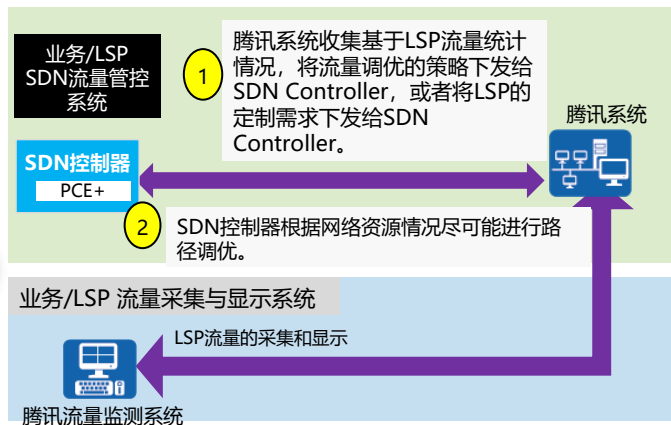 业务/LSP
SDN流量管控
系统
1
腾讯系统收集基于LSP流量统计
情况，将流量调优的策略下发给
SDN Controller，或者将LSP的
定制需求下发给SDN
Controller。
腾讯系统
SDN控制器
PCE+
2
SDN控制器根据网络资源情况尽可能进行路
径调优。
业务/LSP 流量采集与显示系统
LSP流量的采集和显示
腾讯流量监测系统